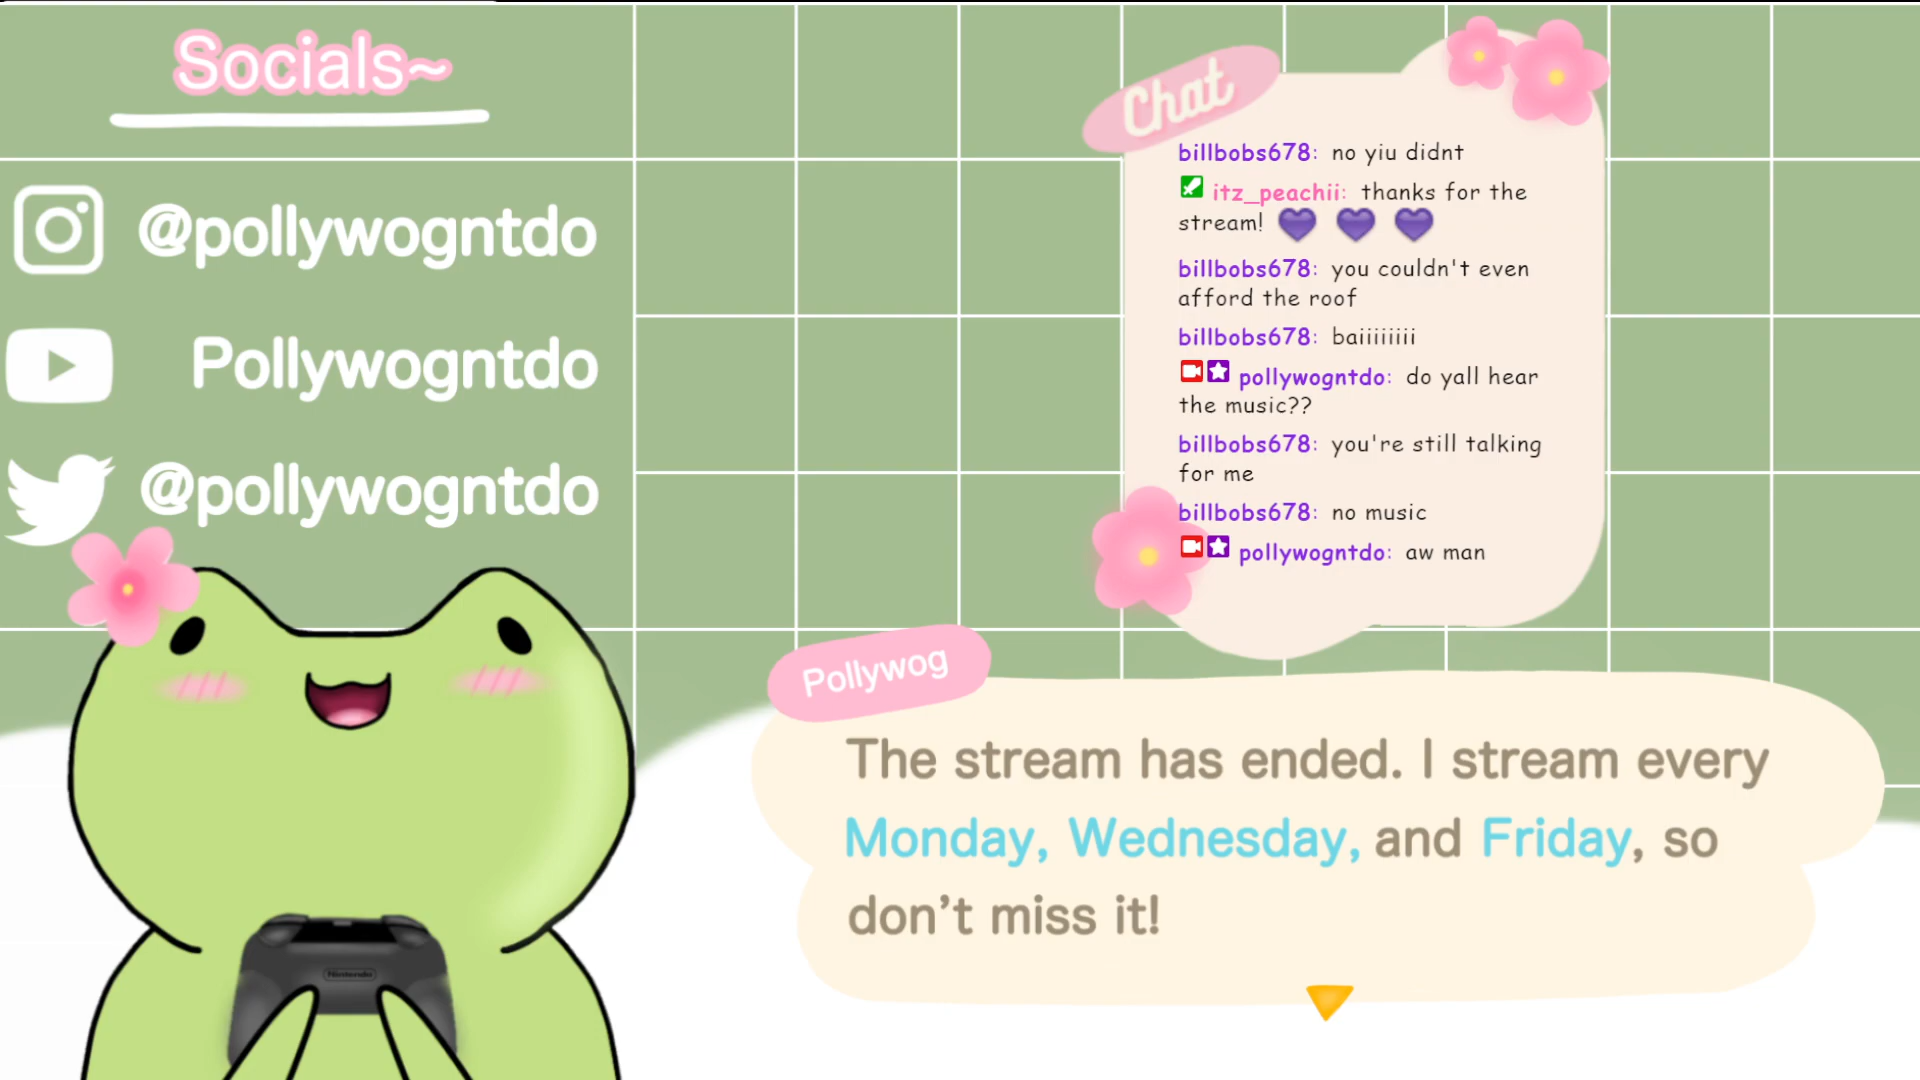 Socials~
@pollywogntdo
Pollywogntdo
@pollywogntdo
Chat
billbobs678: no yiu didnt
itz_peachii: thanks for the
stream! 💜 💜 💜
billbobs678: you couldn't even
afford the roof
billbobs678: baiiiiiiii
pollywogntdo: do yall hear
the music??
billbobs678: you're still talking
for me
billbobs678: no music
pollywogntdo: aw man
Pollywog
The stream has ended. I stream every
Monday, Wednesday, and Friday, so
don't miss it!
Nintendo